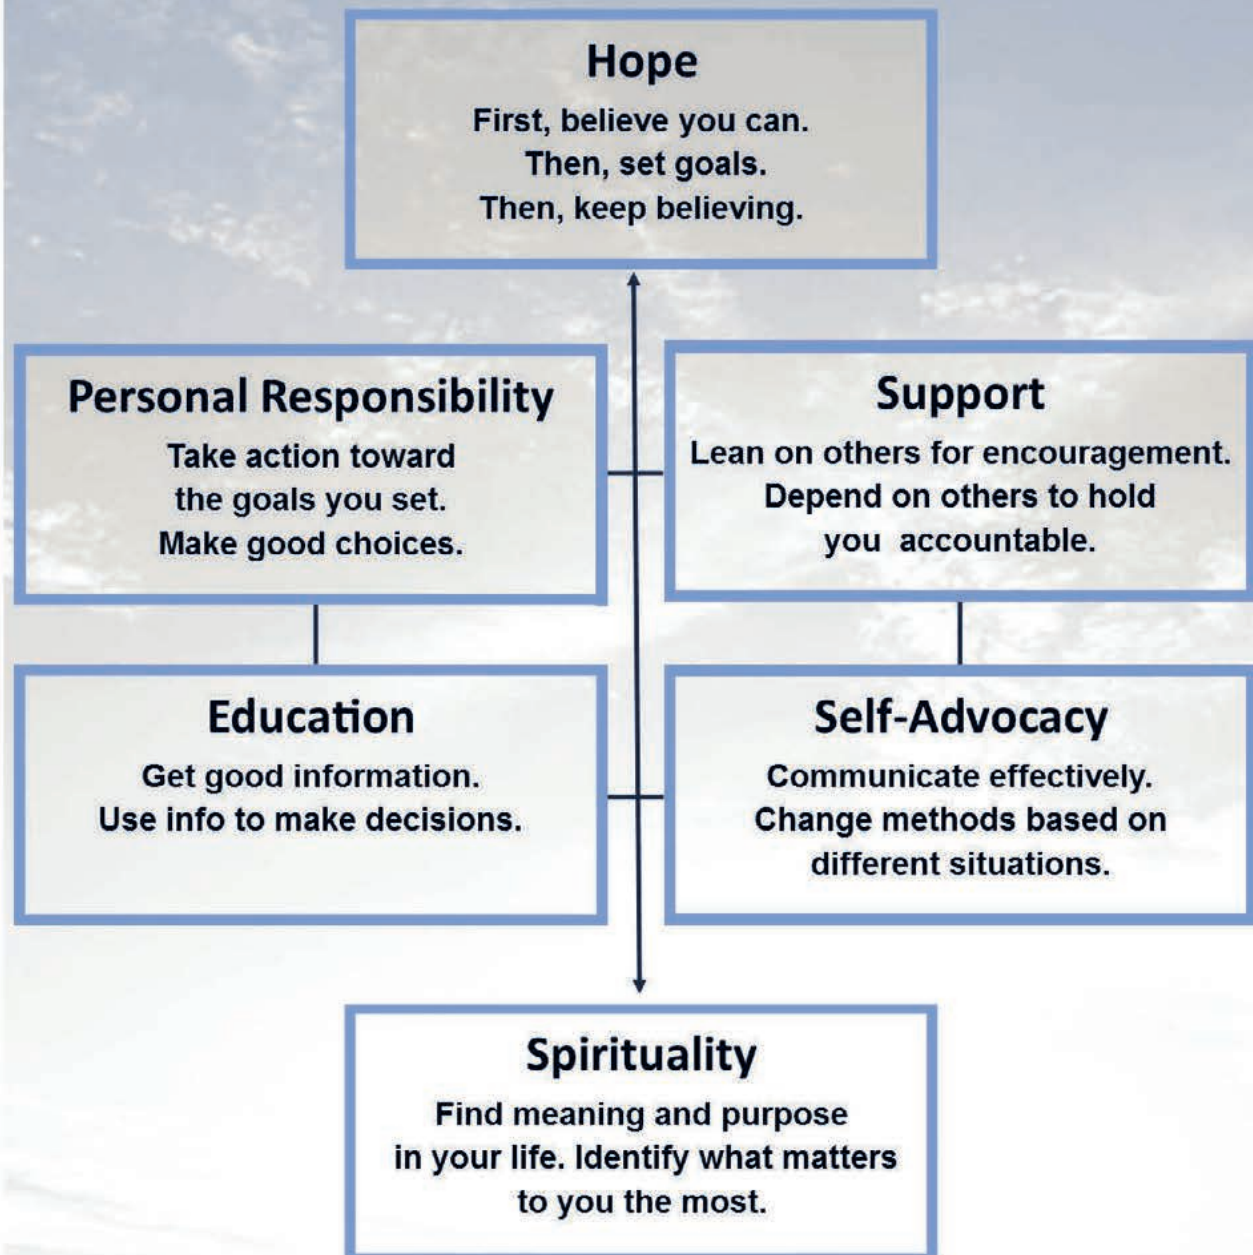 Hope
First, believe you can.
Then, set goals.
Then, keep believing.
Personal Responsibility
Take action toward
the goals you set.
Make good choices.
Support
Lean on others for encouragement.
Depend on others to hold
you accountable.
Education
Get good information.
Use info to make decisions.
Self-Advocacy
Communicate effectively.
Change methods based on
different situations.
Spirituality
Find meaning and purpose
in your life. Identify what matters
to you the most.